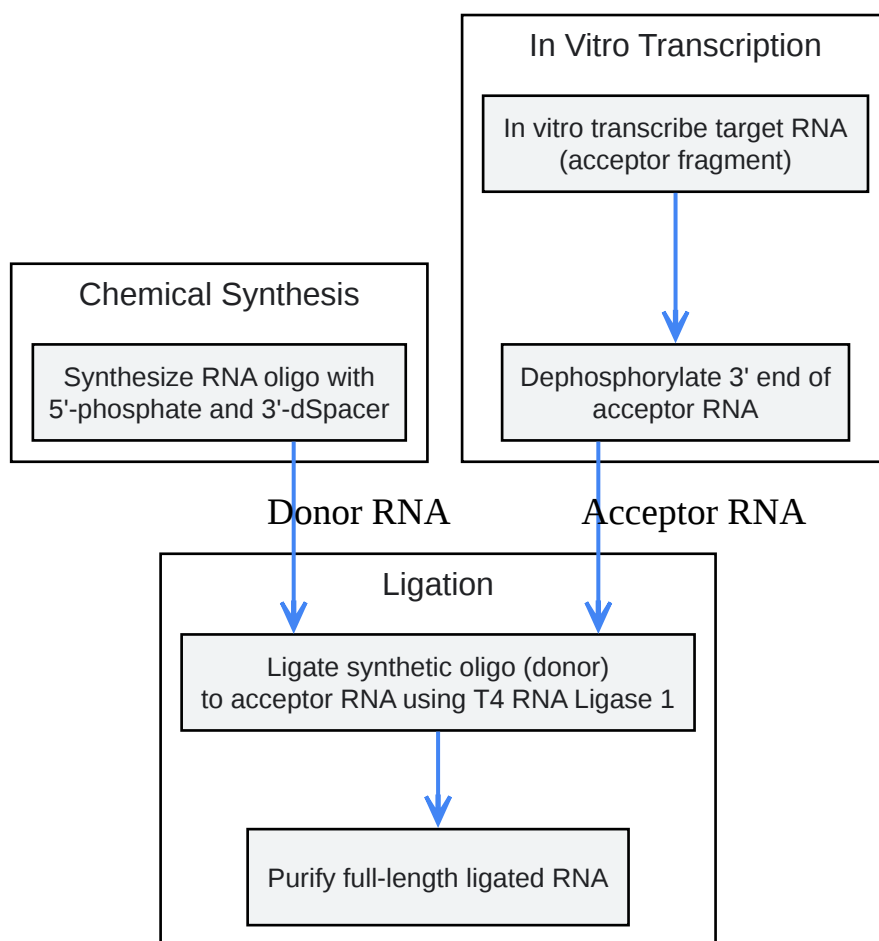 In Vitro Transcription
In vitro transcribe target RNA
(acceptor fragment)
Chemical Synthesis
Synthesize RNA oligo with
5'-phosphate and 3'-dSpacer
Dephosphorylate 3' end of
acceptor RNA
Donor RNA
Acceptor RNA
Ligation
Ligate synthetic oligo (donor)
to acceptor RNA using T4 RNA Ligase 1
Purify full-length ligated RNA